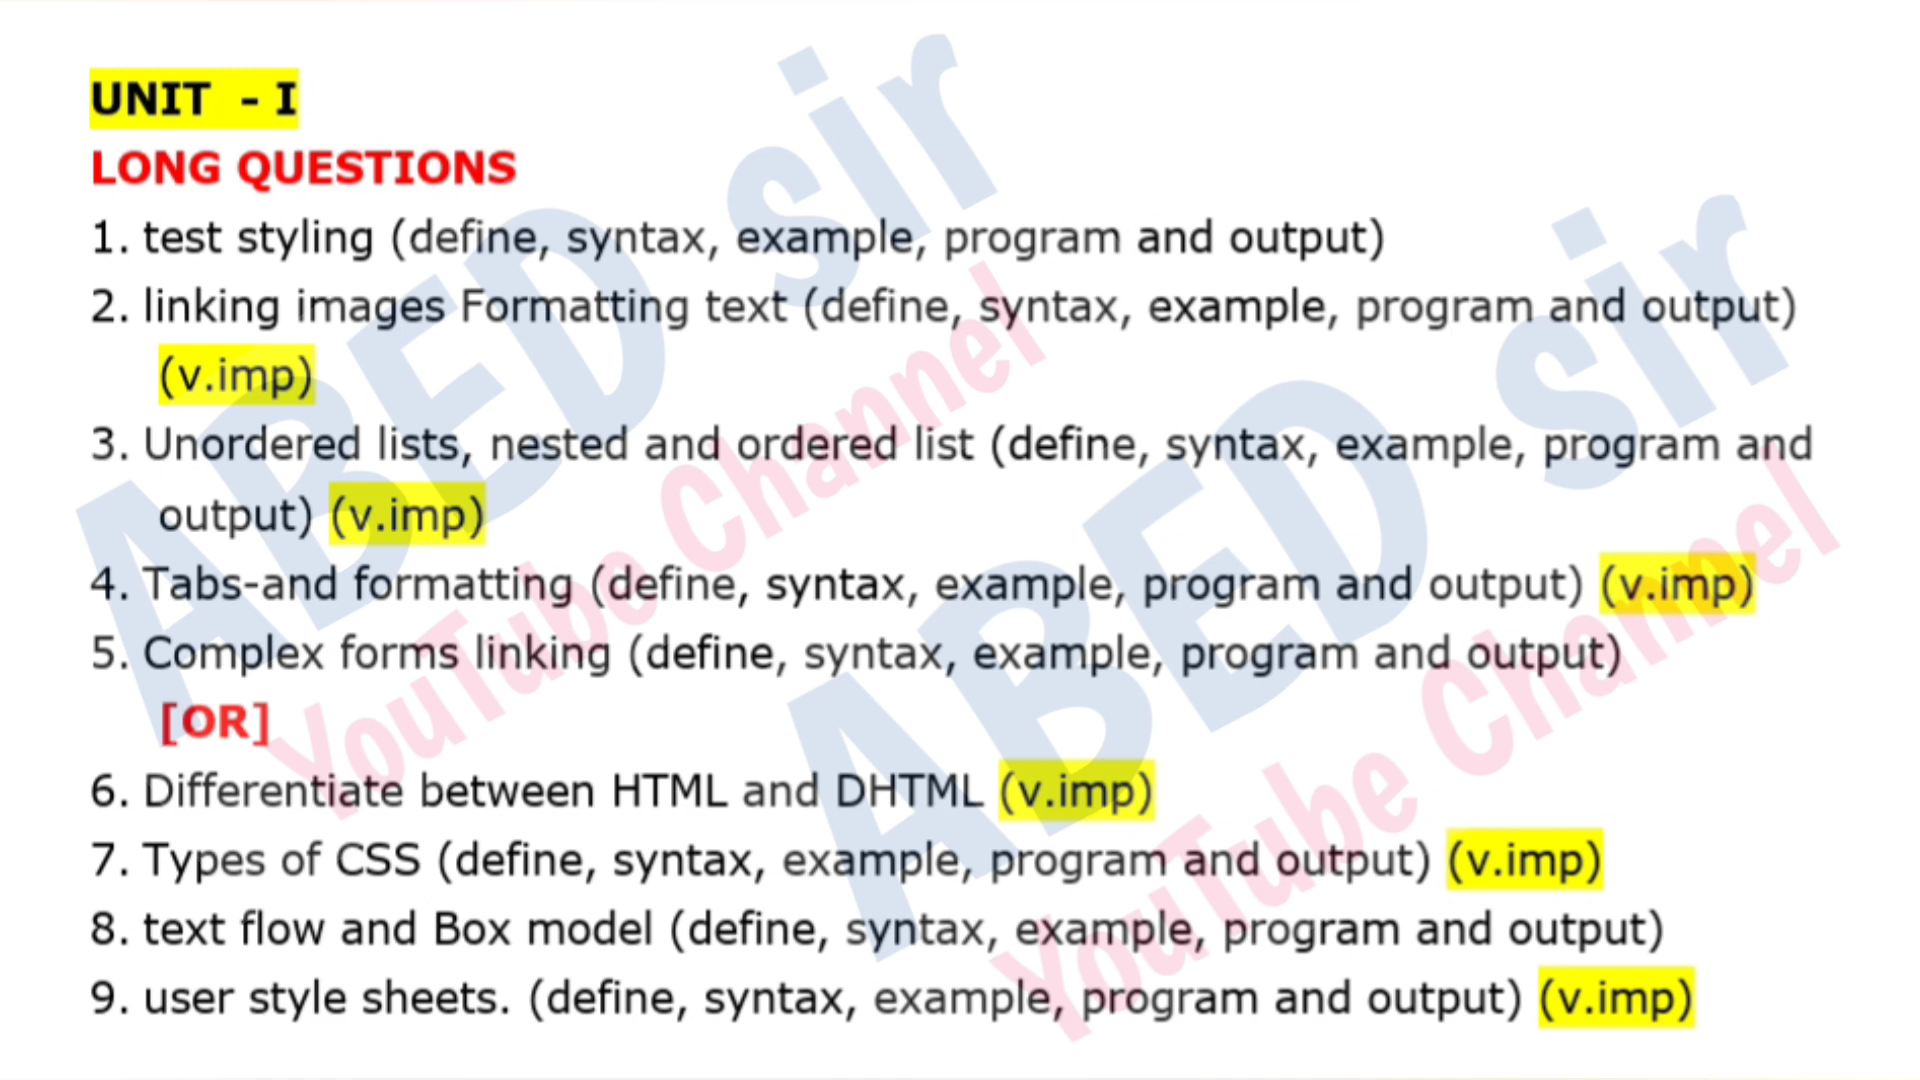 UNIT - I
LONG QUESTIONS
1. test styling (define, syntax, example, program and output)
2. linking images Formatting text (define, syntax, example, program and output)
(v.imp)
3. Unordered lists, nested and ordered list (define, syntax, example, program and
output) (v.imp)
4. Tabs-and formatting (define, syntax, example, program and output) (v.imp)
5. Complex forms linking (define, syntax, example, program and output)
[OR]
6. Differentiate between HTML and DHTML (v.imp)
7. Types of CSS (define, syntax, example, program and output) (v.imp)
8. text flow and Box model (define, syntax, example, program and output)
9. user style sheets. (define, syntax, example, program and output) (v.imp)
ABED sir
YouTube Channel
ABED sir
YouTube Channel